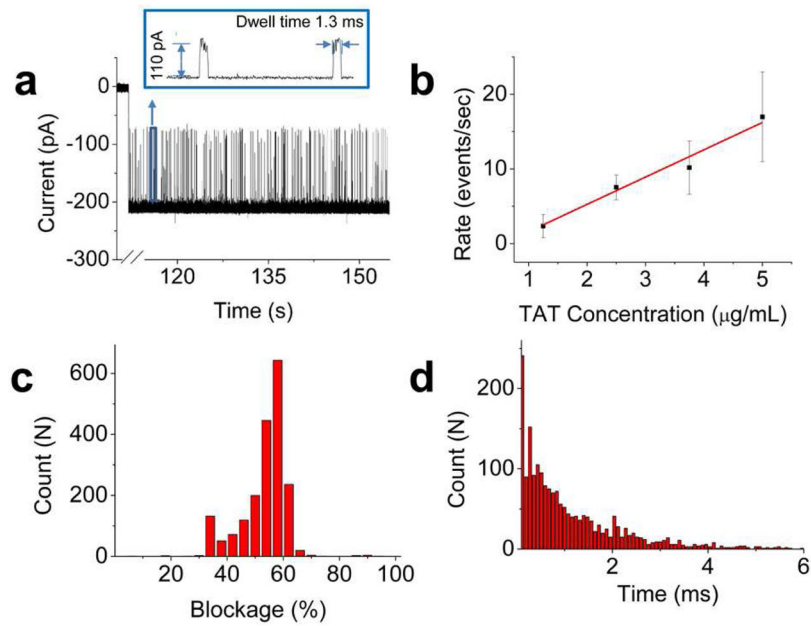 a
Dwell time 1.3 ms
110 pA
Current (pA)
0
-100
-200
-300
120
135
150
Time (s)
b
Rate (events/sec)
20
10
0
1
2
3
4
5
TAT Concentration (μg/mL)
c
Count (N)
600
400
200
0
0
20
40
60
80
100
Blockage (%)
d
Count (N)
200
100
0
2
4
6
Time (ms)